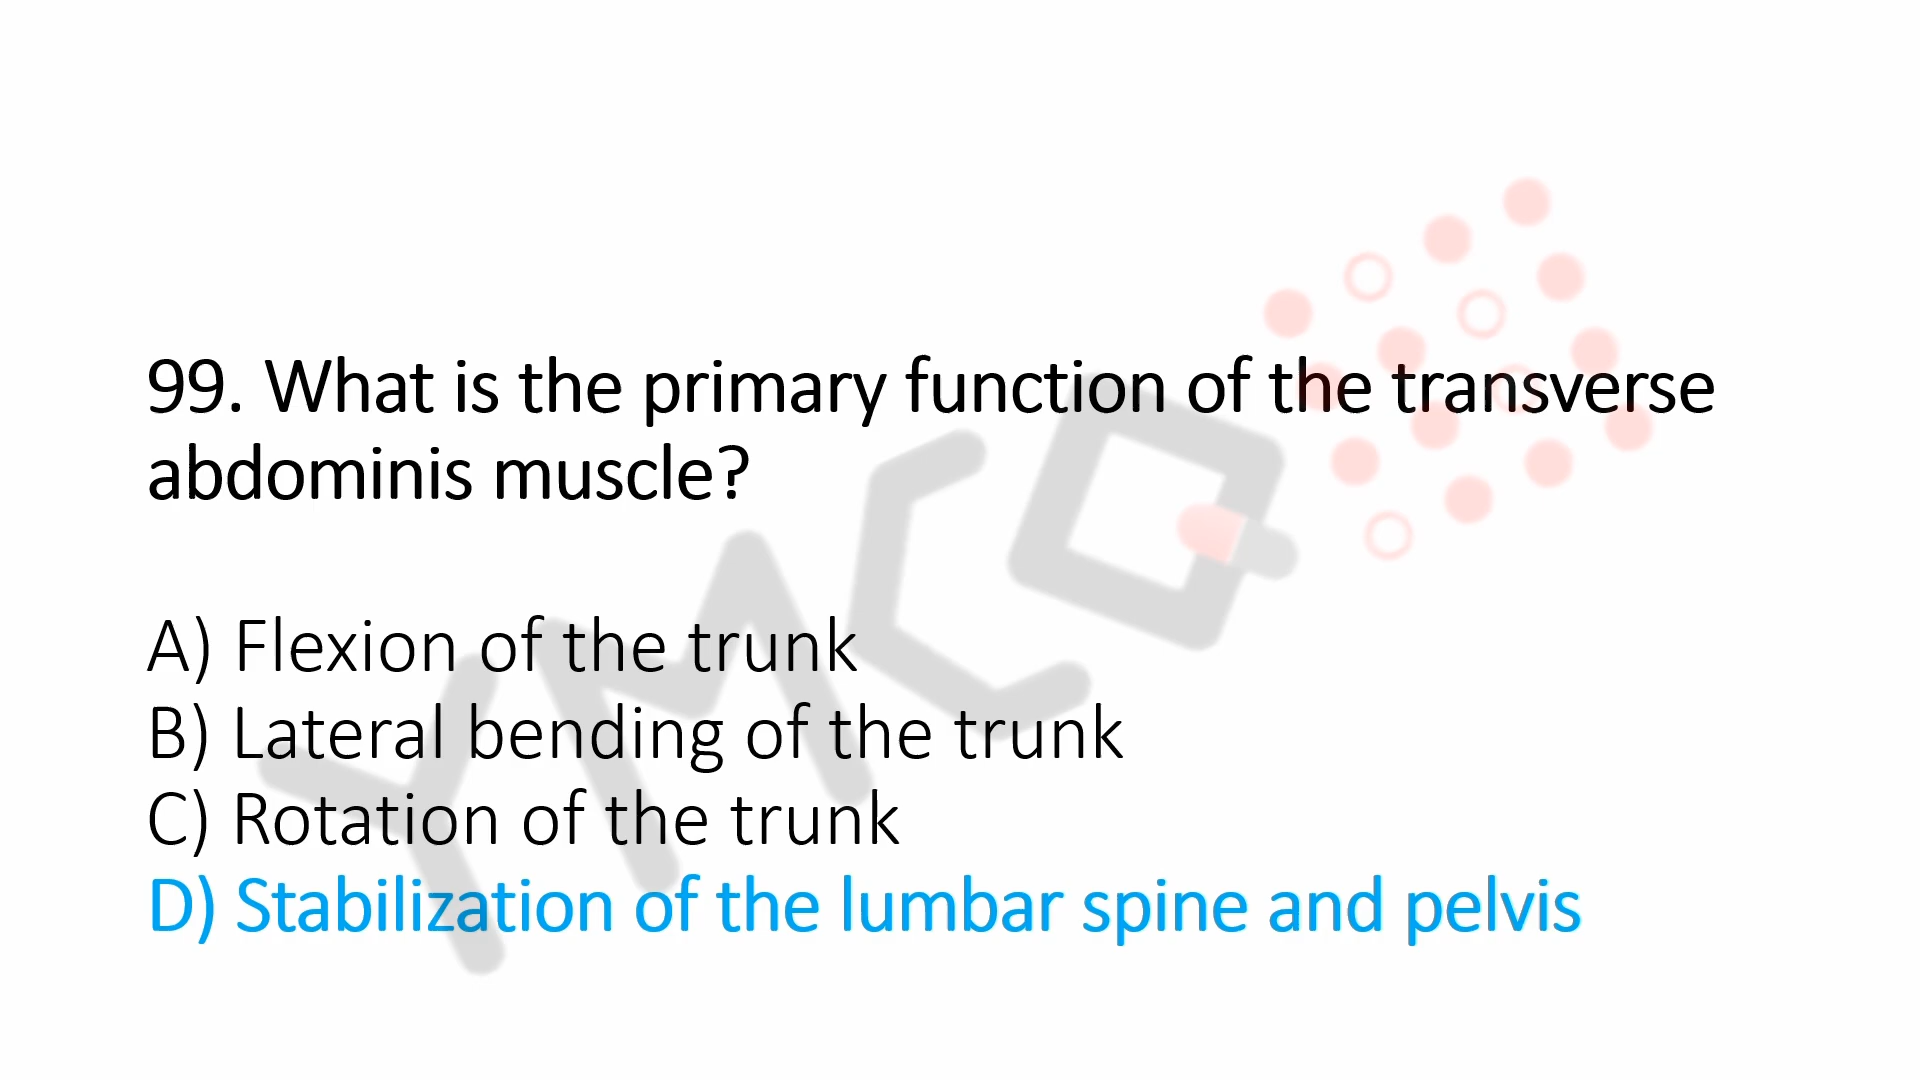 99. What is the primary function of the transverse
abdominis muscle?
A) Flexion of the trunk
B) Lateral bending of the trunk
C) Rotation of the trunk
D) Stabilization of the lumbar spine and pelvis
YMCQ